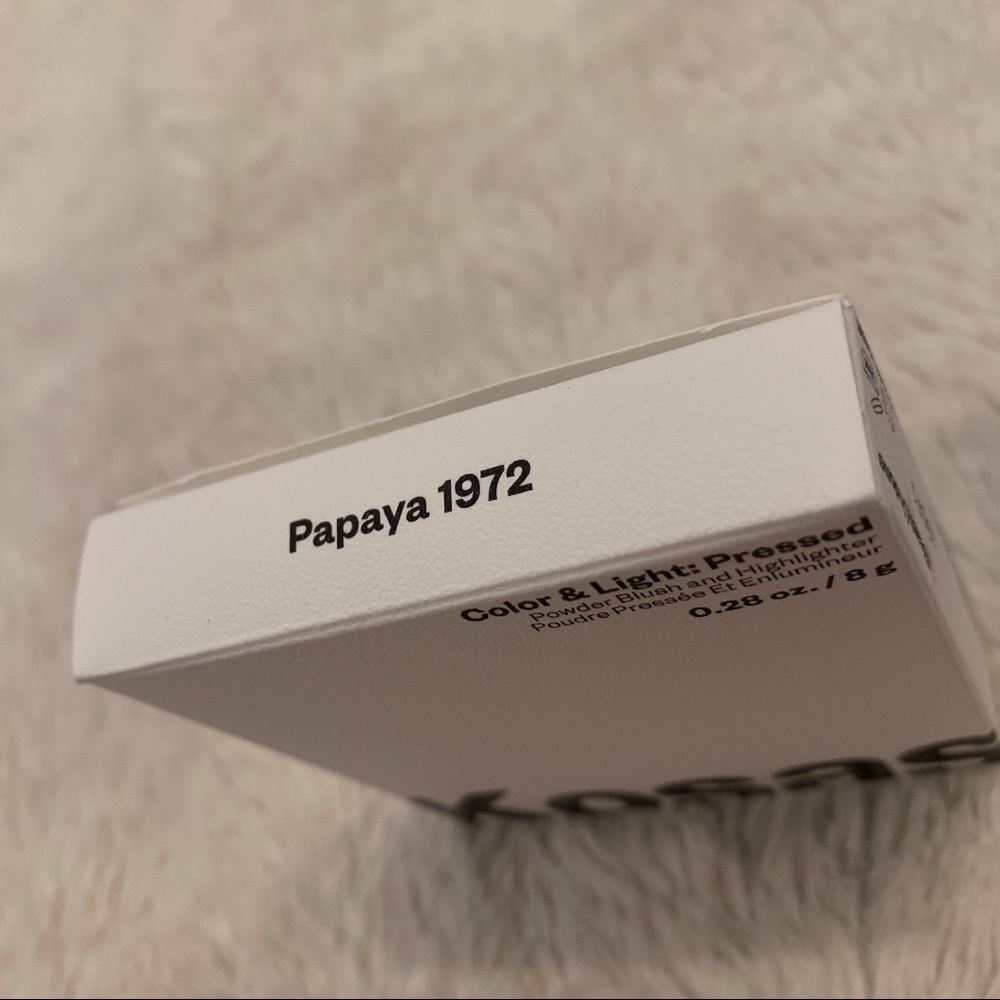 Papaya 1972
Color & Light: Pressed
Powder Blush and Highlighter
Poudre Pressée Et Enlumineur
0.28 oz. / 8 g